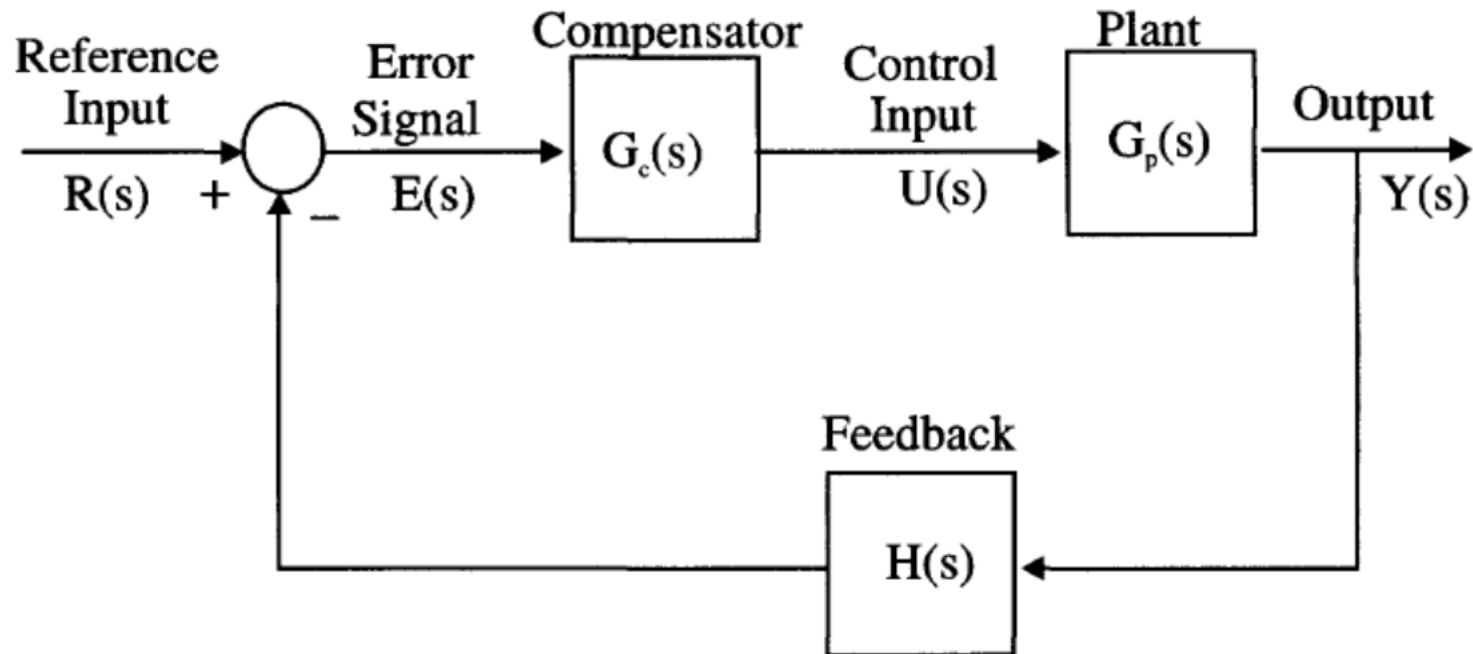 Reference
Input
R(s)
+
−
Error
Signal
E(s)
Compensator
G_c(s)
Control
Input
U(s)
Plant
G_p(s)
Output
Y(s)
Feedback
H(s)